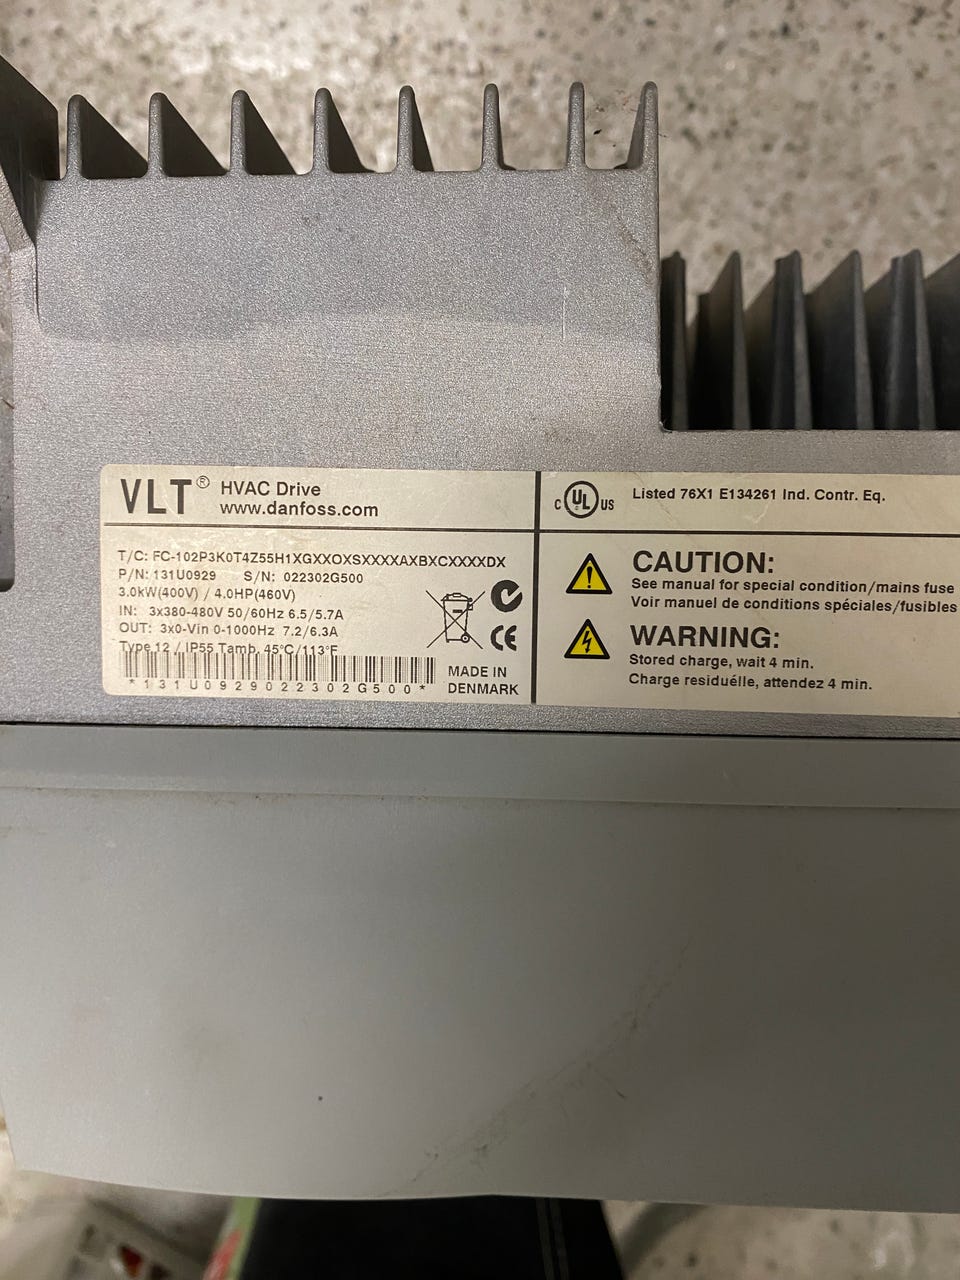 VLT® HVAC Drive
www.danfoss.com
T/C: FC-102P3K0T4Z55H1XGXXOXSXXXXAXBXCXXXXDX
P/N: 131U0929 S/N: 022302G500
3.0kW(400V) / 4.0HP(460V)
IN: 3x380-480V 50/60Hz 6.5/5.7A
OUT: 3x0-Vin 0-1000Hz 7.2/6.3A
Type 12 / IP55 Tamb. 45°C/113°F
*131U0929022302G500*
CE
MADE IN
DENMARK
C UL US Listed 76X1 E134261 Ind. Contr. Eq.
CAUTION:
See manual for special condition/mains fuse
Voir manuel de conditions spéciales/fusibles
WARNING:
Stored charge, wait 4 min.
Charge residuélle, attendez 4 min.